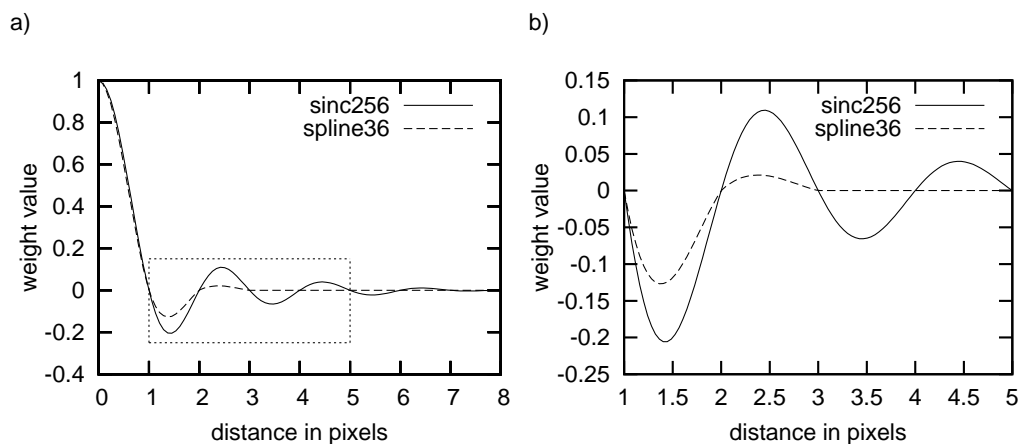 a)
1
0.8
0.6
0.4
0.2
0
-0.2
-0.4
weight value
sinc256
spline36
0 1 2 3 4 5 6 7 8
distance in pixels
b)
0.15
0.1
0.05
0
-0.05
-0.1
-0.15
-0.2
-0.25
weight value
sinc256
spline36
1 1.5 2 2.5 3 3.5 4 4.5 5
distance in pixels